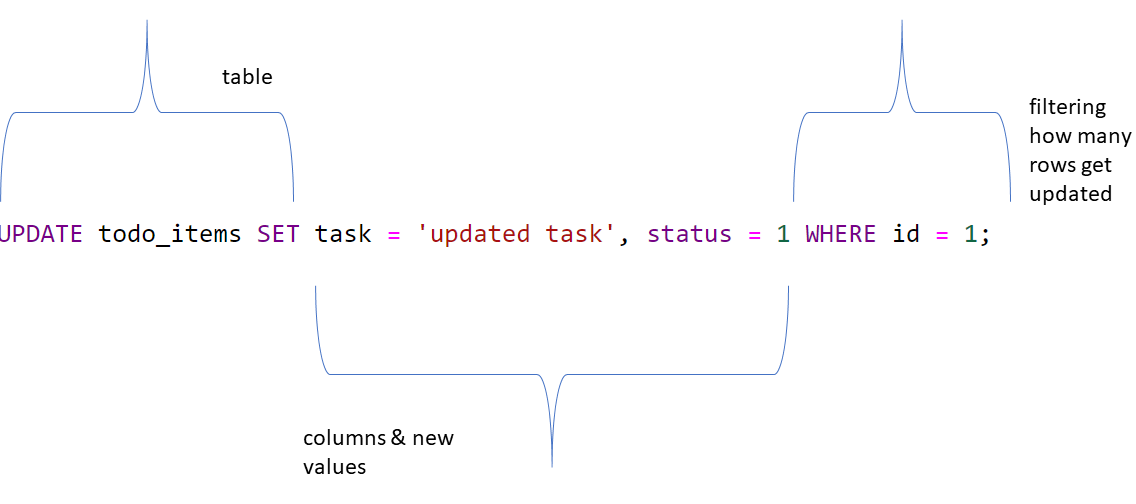 table
filtering
how many
rows get
updated
UPDATE todo_items SET task = 'updated task', status = 1 WHERE id = 1;
columns & new
values